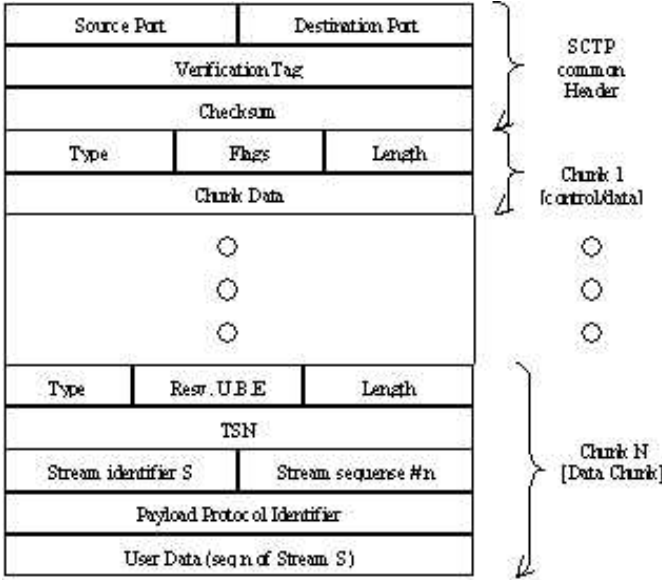 Source Port Destination Port
Verification Tag
Checksum
SCTP
common
Header
Type Flags Length
Chunk Data
Chunk 1
[control/data]
Type Resv. U.B.E Length
TSN
Stream identifier S Stream sequense #n
Payload Protocol Identifier
User Data (seq n of Stream S)
Chunk N
[Data Chunk]